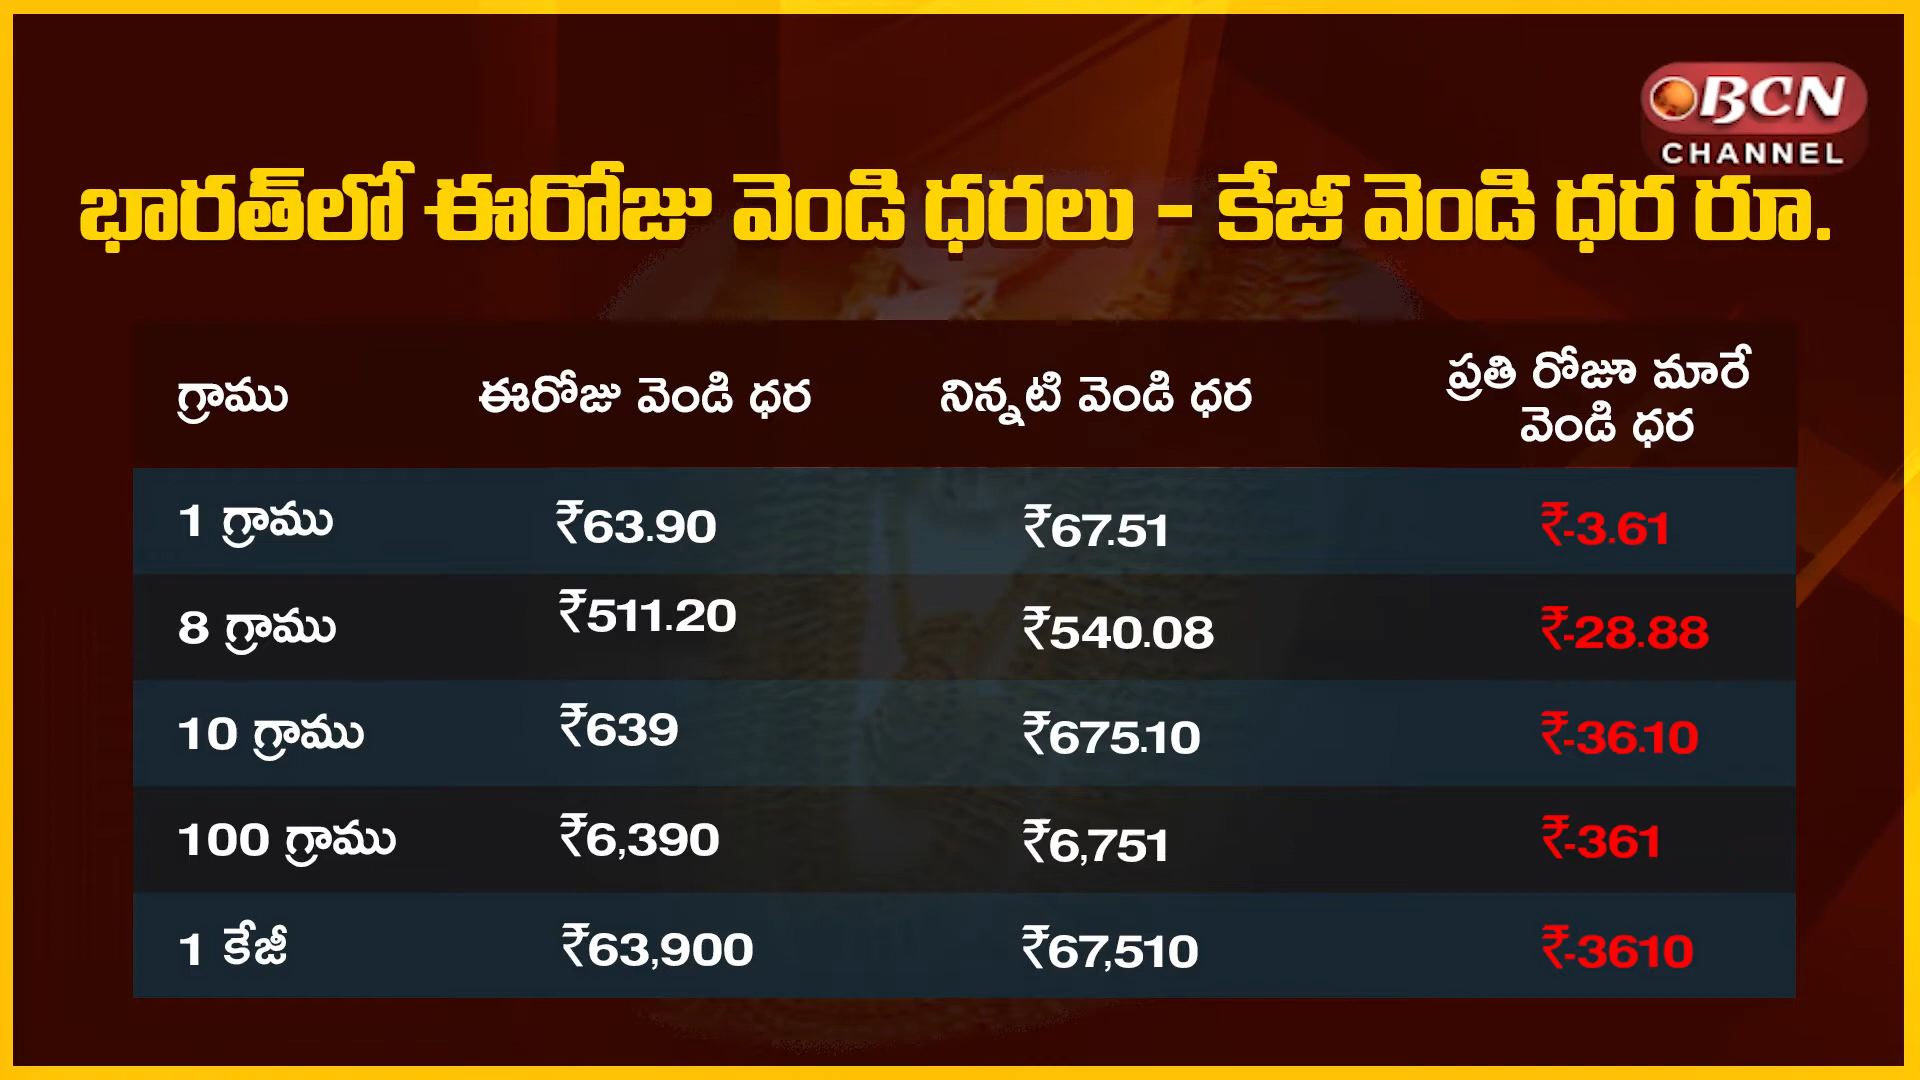 BCN
CHANNEL
భారత్‌లో ఈరోజు వెండి ధరలు - కేజీ వెండి ధర రూ.
గ్రాము ఈరోజు వెండి ధర నిన్నటి వెండి ధర ప్రతి రోజూ మారే
వెండి ధర
1 గ్రాము ₹63.90 ₹67.51 ₹-3.61
8 గ్రాము ₹511.20 ₹540.08 ₹-28.88
10 గ్రాము ₹639 ₹675.10 ₹-36.10
100 గ్రాము ₹6,390 ₹6,751 ₹-361
1 కేజీ ₹63,900 ₹67,510 ₹-3610